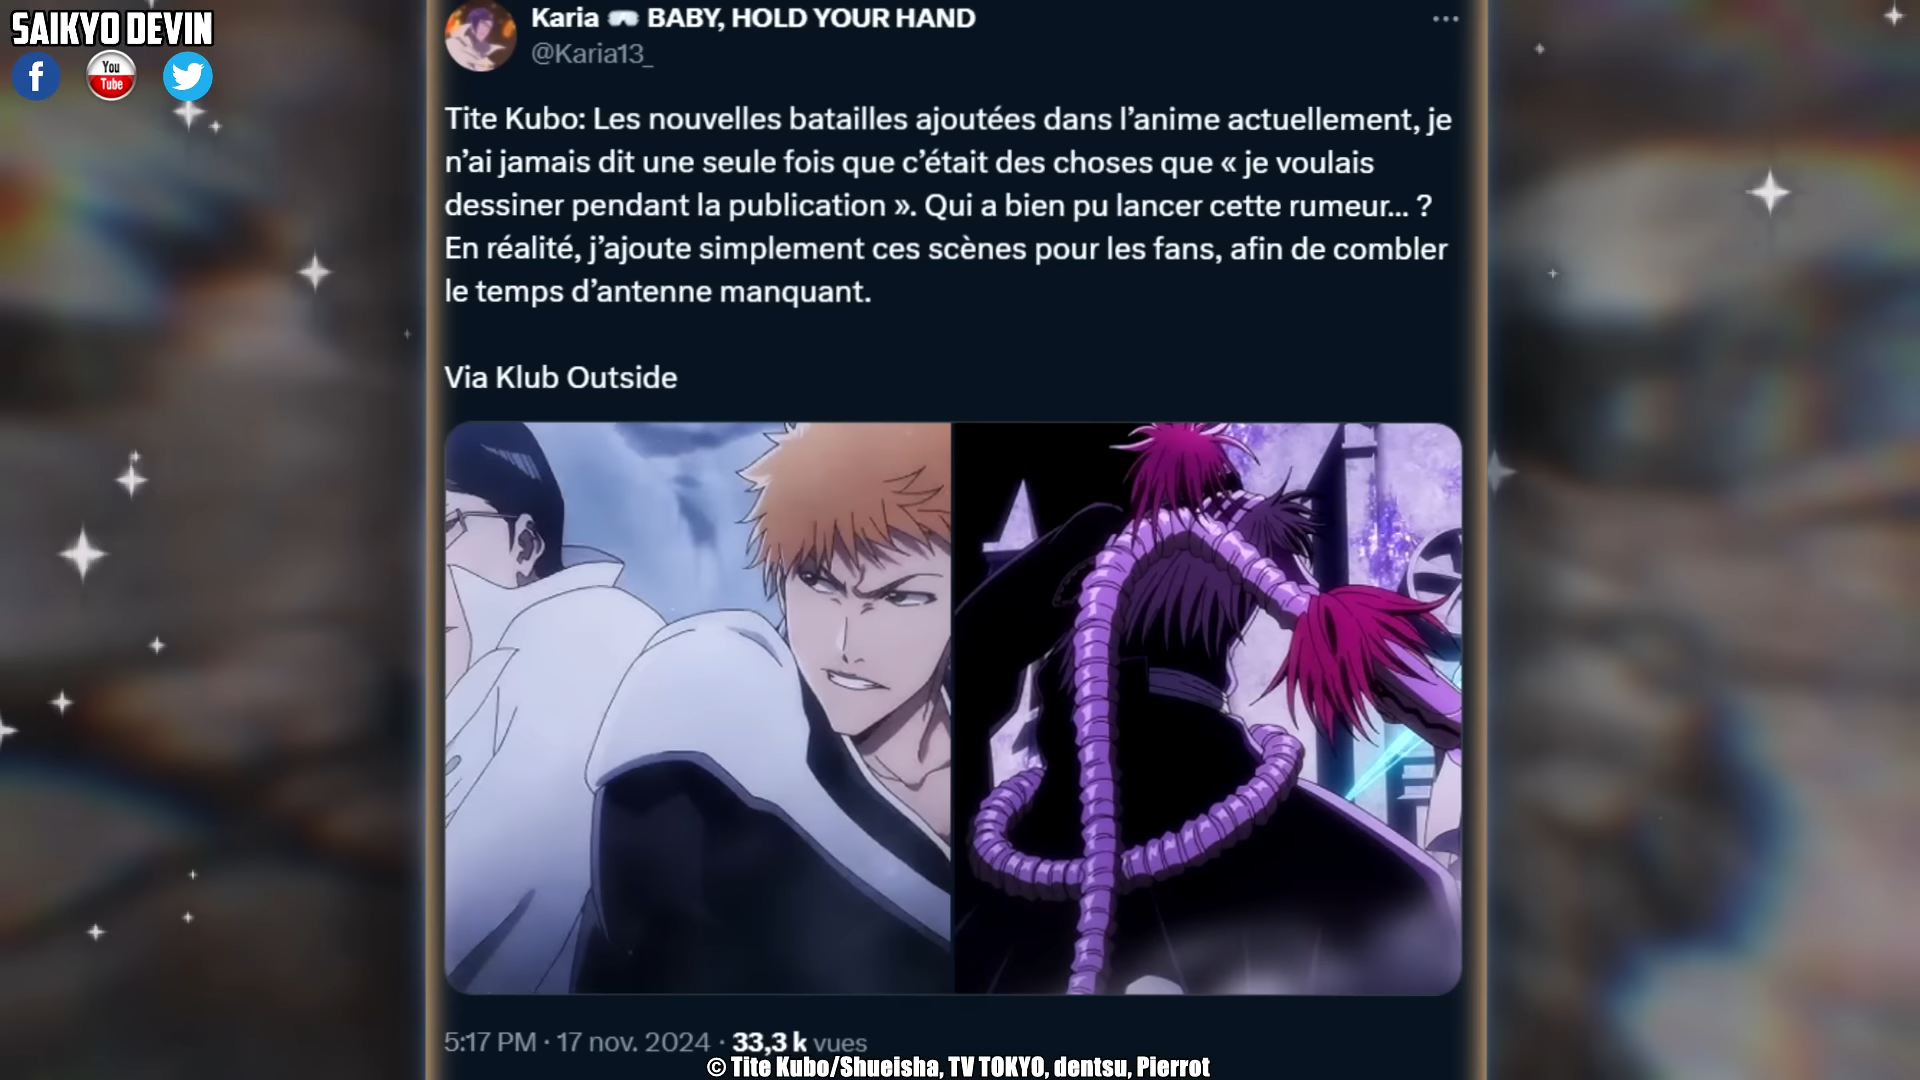 SAIKYO DEVIN
You
Tube
Karia BABY, HOLD YOUR HAND
@Karia13_
Tite Kubo: Les nouvelles batailles ajoutées dans l’anime actuellement, je
n’ai jamais dit une seule fois que c’était des choses que « je voulais
dessiner pendant la publication ». Qui a bien pu lancer cette rumeur... ?
En réalité, j’ajoute simplement ces scènes pour les fans, afin de combler
le temps d’antenne manquant.
Via Klub Outside
5:17 PM · 17 nov. 2024 · 33,3 k vues
© Tite Kubo/Shueisha, TV TOKYO, dentsu, Pierrot